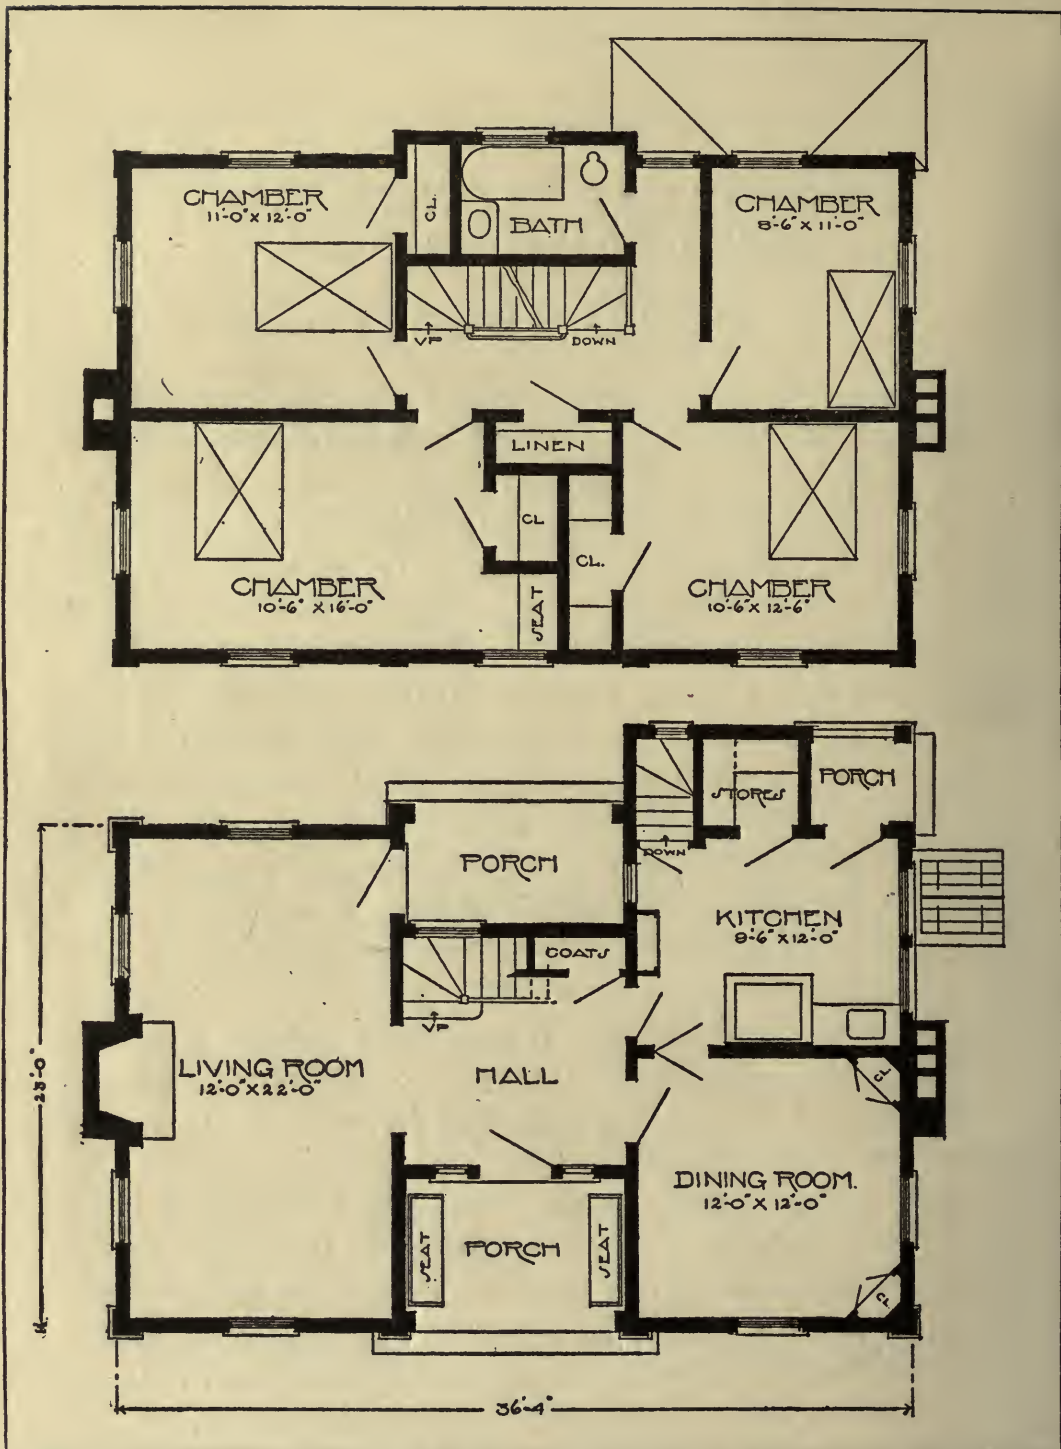 CHAMBER
11'-0" X 12'-0"
CL.
BATH
CHAMBER
8'-6" X 11'-0"
UP
DOWN
LINEN
CL
CL.
CHAMBER
10'-6" X 16'-0"
SEAT
CHAMBER
10'-6" X 12'-6"
STORES
PORCH
DOWN
PORCH
KITCHEN
9'-6" X 12'-0"
COATS
UP
LIVING ROOM
12'-0" X 22'-0"
HALL
CL
23'-0"
DINING ROOM.
12'-0" X 12'-0"
SEAT
PORCH
SEAT
CL
36'-4"